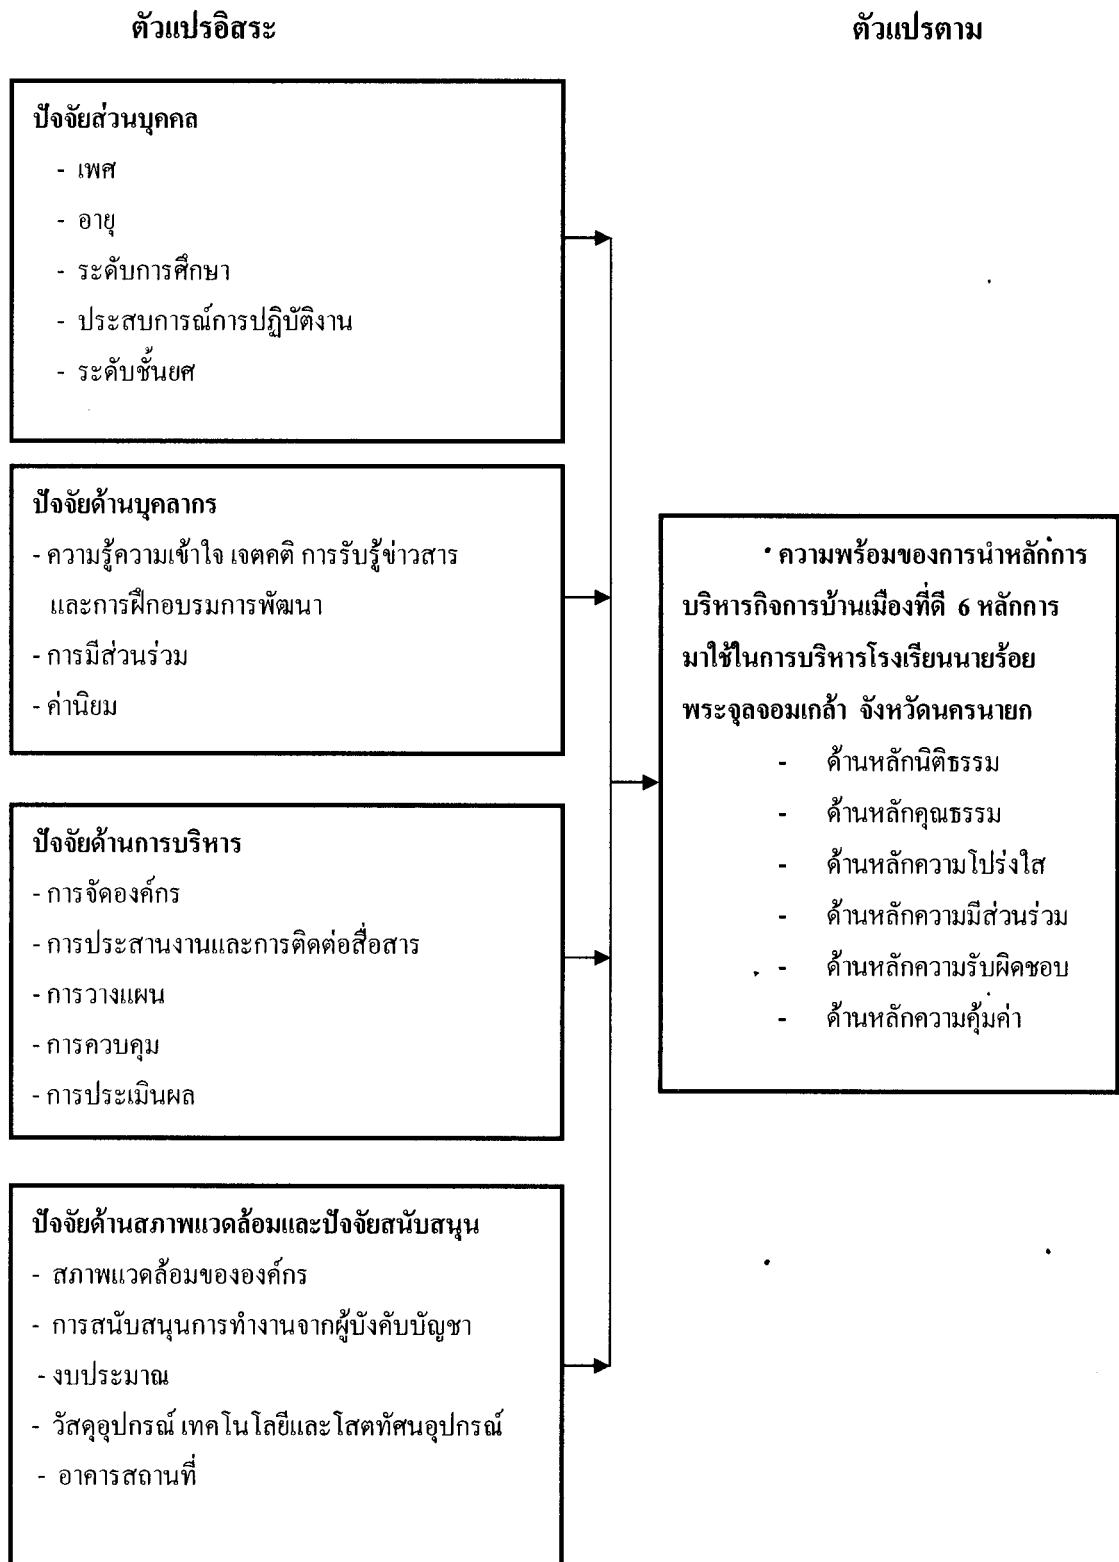 ตัวแปรอิสระ
ตัวแปรตาม
ปัจจัยส่วนบุคคล
- เพศ
- อายุ
- ระดับการศึกษา
- ประสบการณ์การปฏิบัติงาน
- ระดับชั้นยศ
ปัจจัยด้านบุคลากร
- ความรู้ความเข้าใจ เจตคติ การรับรู้ข่าวสาร
และการฝึกอบรมการพัฒนา
- การมีส่วนร่วม
- ค่านิยม
ปัจจัยด้านการบริหาร
- การจัดองค์กร
- การประสานงานและการติดต่อสื่อสาร
- การวางแผน
- การควบคุม
- การประเมินผล
ปัจจัยด้านสภาพแวดล้อมและปัจจัยสนับสนุน
- สภาพแวดล้อมขององค์กร
- การสนับสนุนการทำงานจากผู้บังคับบัญชา
- งบประมาณ
- วัสดุอุปกรณ์ เทคโนโลยีและโสตทัศนอุปกรณ์
- อาคารสถานที่
ความพร้อมของการนำหลักการ
บริหารกิจการบ้านเมืองที่ดี 6 หลักการ
มาใช้ในการบริหารโรงเรียนนายร้อย
พระจุลจอมเกล้า จังหวัดนครนายก
- ด้านหลักนิติธรรม
- ด้านหลักคุณธรรม
- ด้านหลักความโปร่งใส
- ด้านหลักความมีส่วนร่วม
- ด้านหลักความรับผิดชอบ
- ด้านหลักความคุ้มค่า